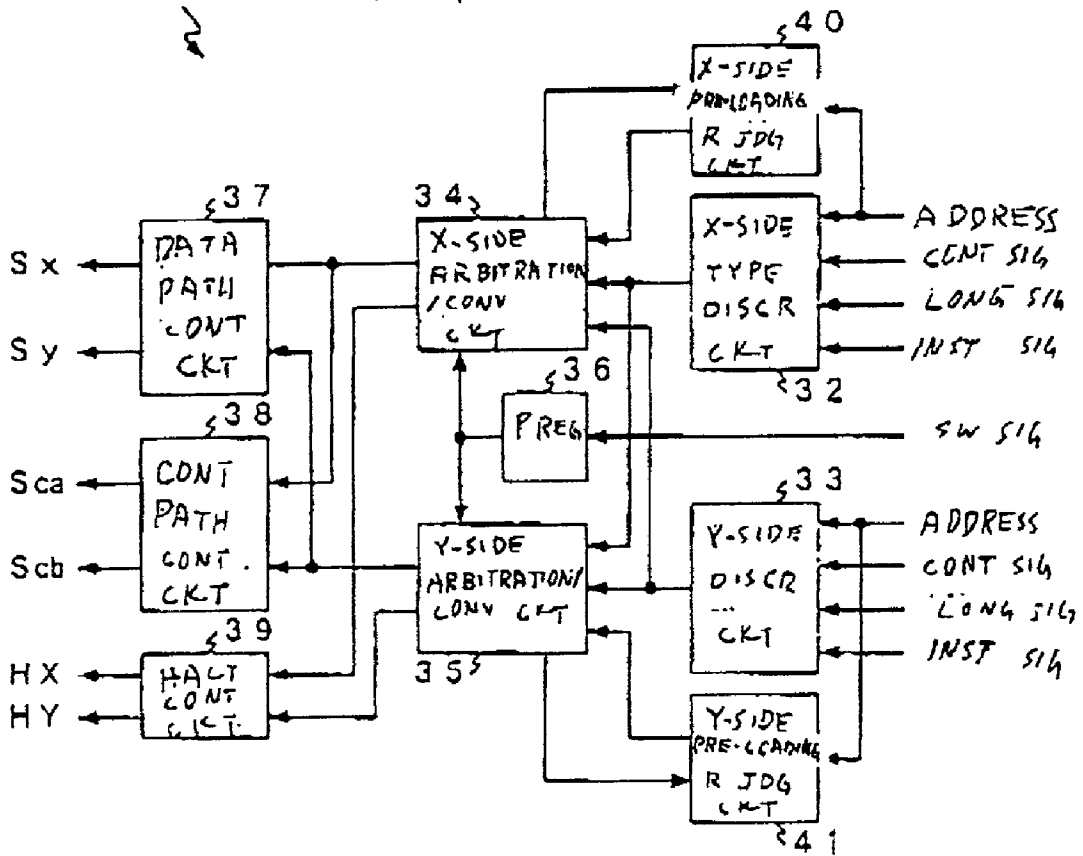 40
X-SIDE
PRE-LOADING
R JDG
CKT
37
DATA
PATH
CONT
CKT
Sx
Sy
34
X-SIDE
ARBITRATION
/CONV
CKT
X-SIDE
TYPE
DISCR
CKT
32
ADDRESS
CONT SIG
LONG SIG
INST SIG
36
PREG
SW SIG
38
CONT
PATH
CONT.
CKT
Sca
Scb
Y-SIDE
ARBITRATION/
CONV CKT
35
33
Y-SIDE
DISCR
CKT
ADDRESS
CONT SIG
LONG SIG
INST SIG
39
HALT
CONT
CKT
HX
HY
Y-SIDE
PRE-LOADING
R JDG
CKT
41